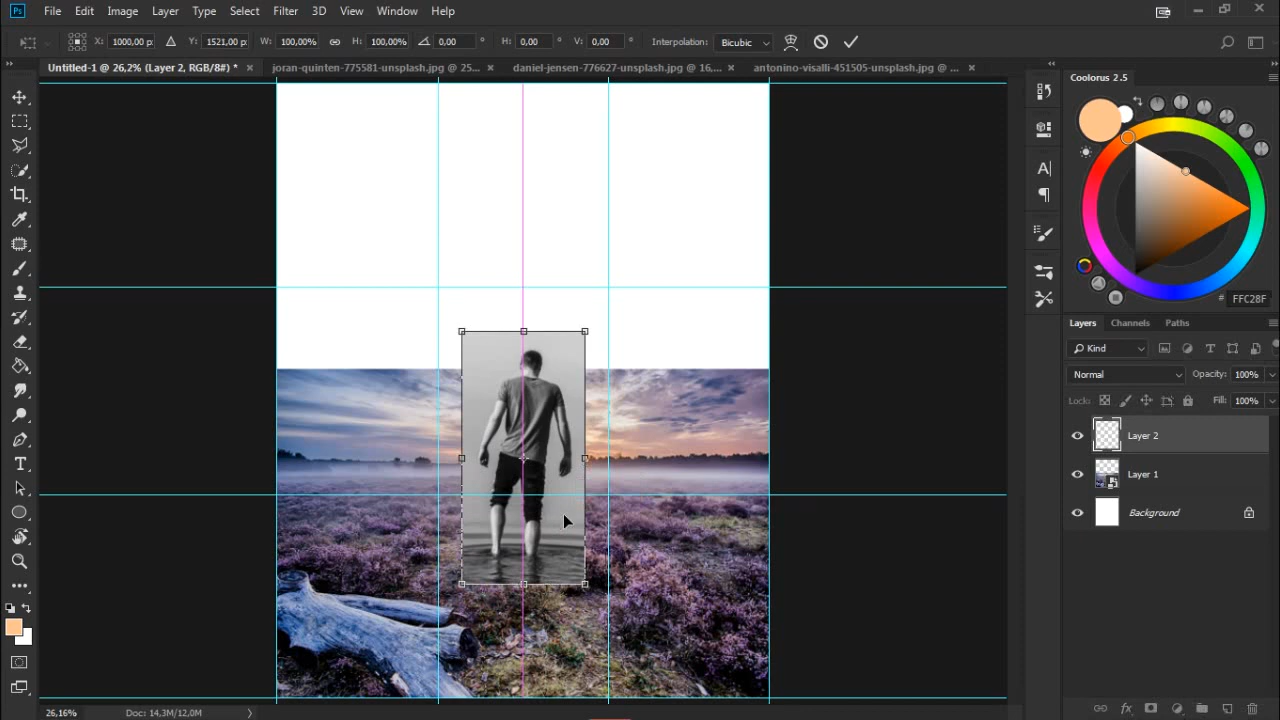 Ps File Edit Image Layer Type Select Filter 3D View Window Help
X: 1000,00 p: Y: 1521,00 p: W: 100,00% H: 100,00% 0,00 ° H: 0,00 ° V: 0,00 ° Interpolation: Bicubic
Untitled-1 @ 26,2% (Layer 2, RGB/8#) * × joran-quinten-775581-unsplash.jpg @ 25... × daniel-jensen-776627-unsplash.jpg @ 16,... × antonino-visalli-451505-unsplash.jpg @ ... ×
Coolorus 2.5
# FFC28F
Layers Channels Paths
Kind
Normal Opacity: 100%
Lock: Fill: 100%
Layer 2
Layer 1
Background
26,16% Doc: 14,3M/12,0M